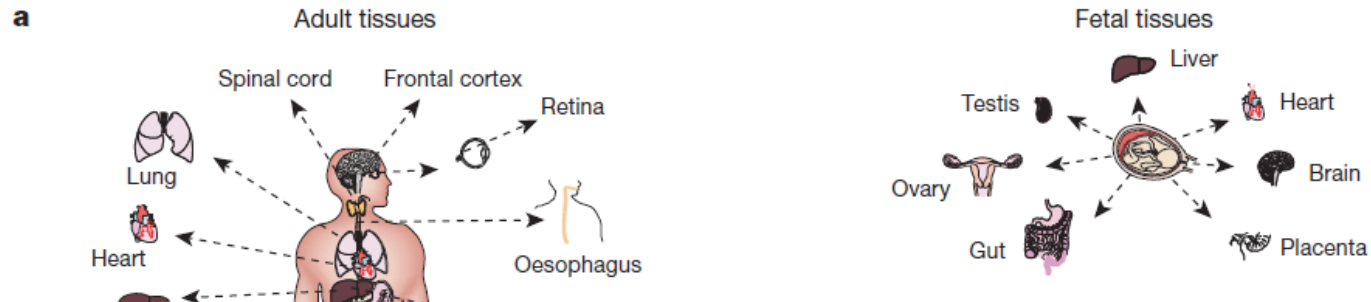 a
Adult tissues
Fetal tissues
Spinal cord
Frontal cortex
Retina
Lung
Heart
Oesophagus
Liver
Testis
Heart
Ovary
Brain
Gut
Placenta